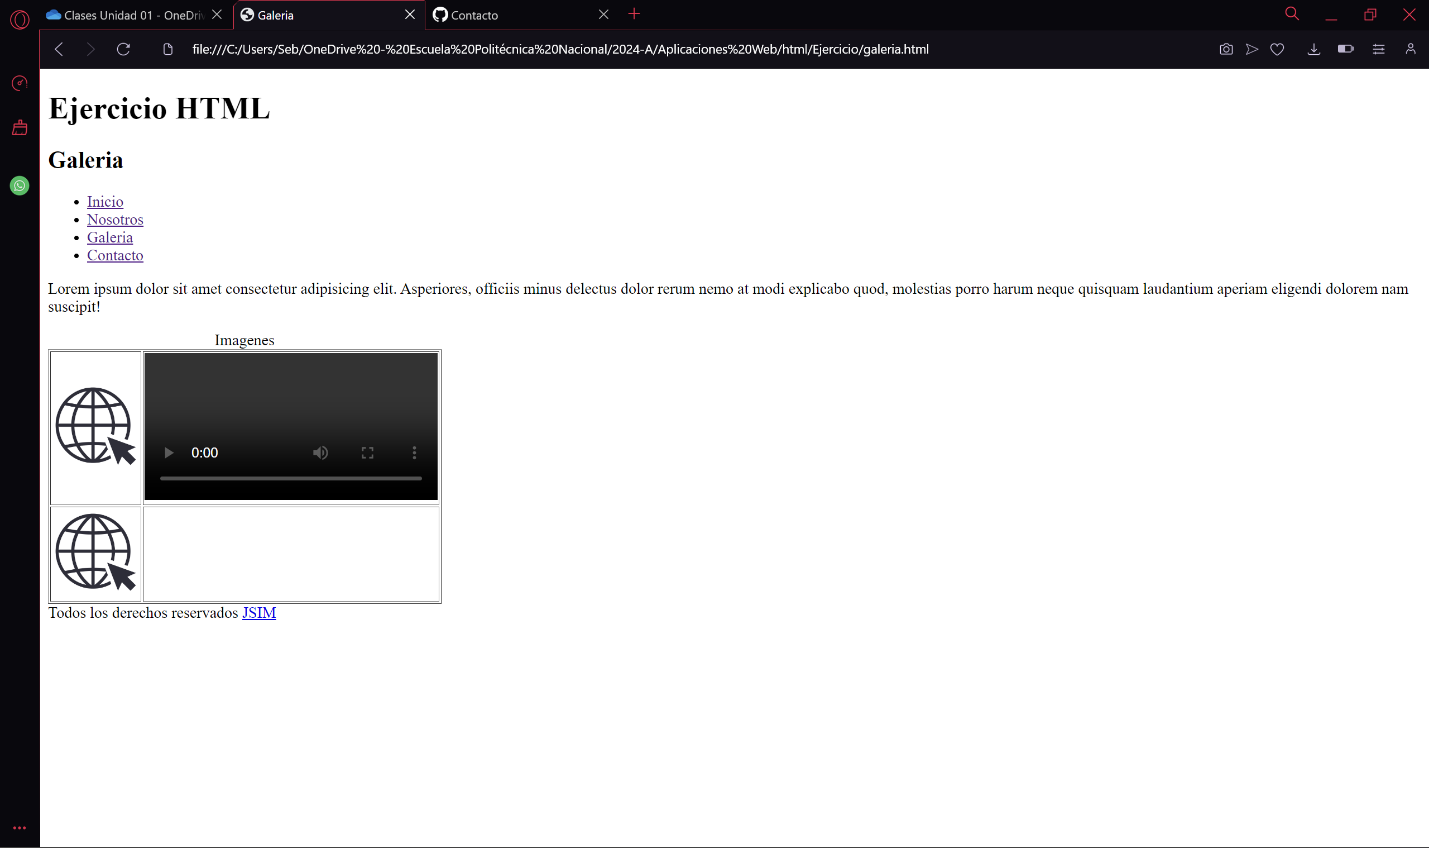 Clases Unidad 01 - OneDriv
Galeria
Contacto
file:///C:/Users/Seb/OneDrive%20-%20Escuela%20Politécnica%20Nacional/2024-A/Aplicaciones%20Web/html/Ejercicio/galeria.html
Ejercicio HTML
Galeria
Inicio
Nosotros
Galeria
Contacto
Lorem ipsum dolor sit amet consectetur adipisicing elit. Asperiores, officiis minus delectus dolor rerum nemo at modi explicabo quod, molestias porro harum neque quisquam laudantium aperiam eligendi dolorem nam
suscipit!
Imagenes
0:00
Todos los derechos reservados JSIM